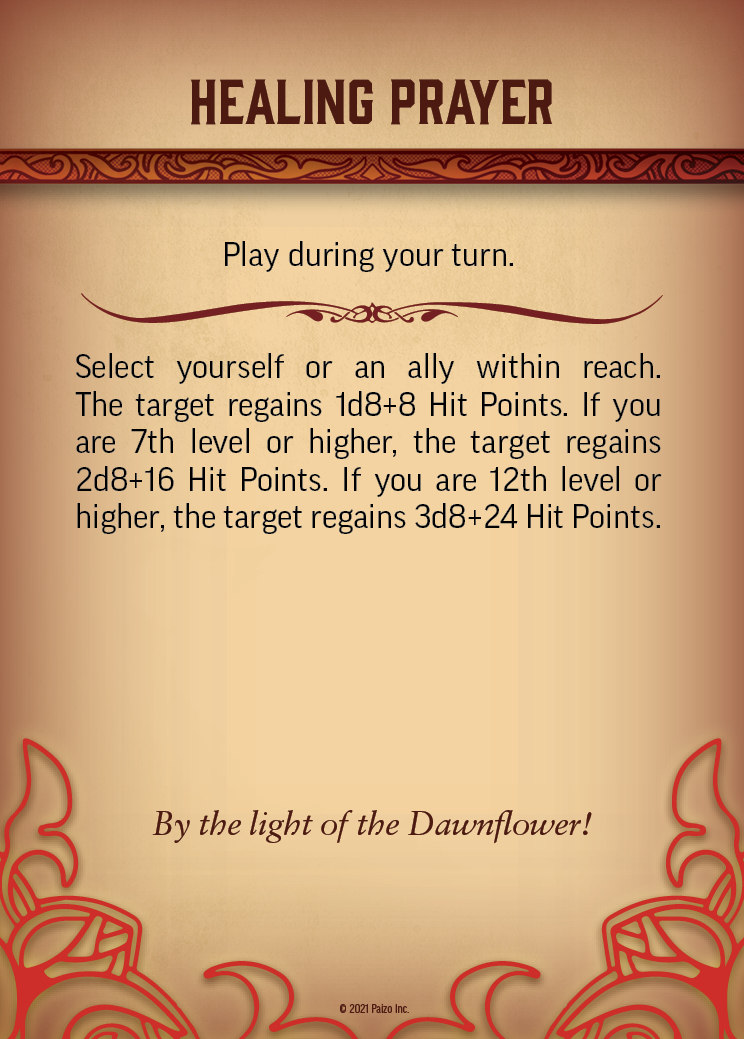 HEALING PRAYER
Play during your turn.
Select yourself or an ally within reach.
The target regains 1d8+8 Hit Points. If you
are 7th level or higher, the target regains
2d8+16 Hit Points. If you are 12th level or
higher, the target regains 3d8+24 Hit Points.
By the light of the Dawnflower!
© 2021 Paizo Inc.